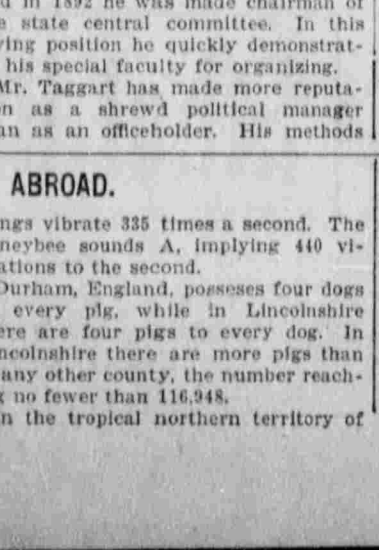 d in 1892 he was made chairman of
e state central committee. In this
ving position he quickly demonstrat-
his special faculty for organizing.
Mr. Taggart has made more reputa-
on as a shrewd political manager
an as an officeholder. His methods
ABROAD.
ngs vibrate 335 times a second. The
neybee sounds A, implying 440 vi-
ations to the second.
Durham, England, posseses four dogs
every pig, while in Lincolnshire
ere are four pigs to every dog. In
ncolnshire there are more pigs than
any other county, the number reach-
g no fewer than 116,948.
n the tropical northern territory of